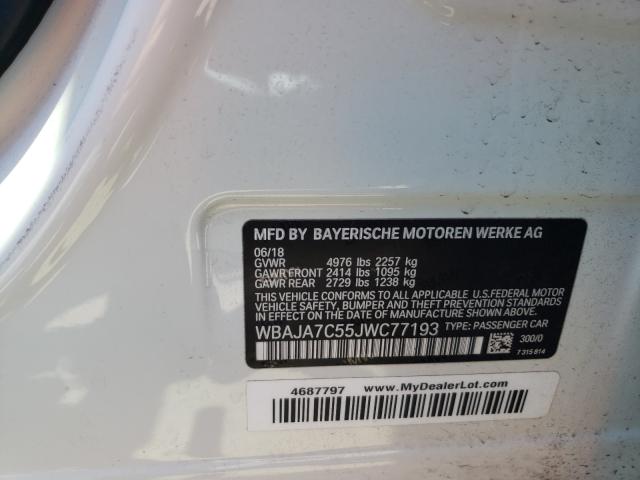 MFD BY BAYERISCHE MOTOREN WERKE AG
06/18
GVWR 4976 lbs 2257 kg
GAWR FRONT 2414 lbs 1095 kg
GAWR REAR 2729 lbs 1238 kg
THIS VEHICLE CONFORMS TO ALL APPLICABLE U.S. FEDERAL MOTOR
VEHICLE SAFETY, BUMPER AND THEFT PREVENTION STANDARDS
IN EFFECT ON THE DATE OF MANUFACTURE SHOWN ABOVE.
WBAJA7C55JWC77193 TYPE: PASSENGER CAR
300/0
7 315 814
4687797 www.MyDealerLot.com